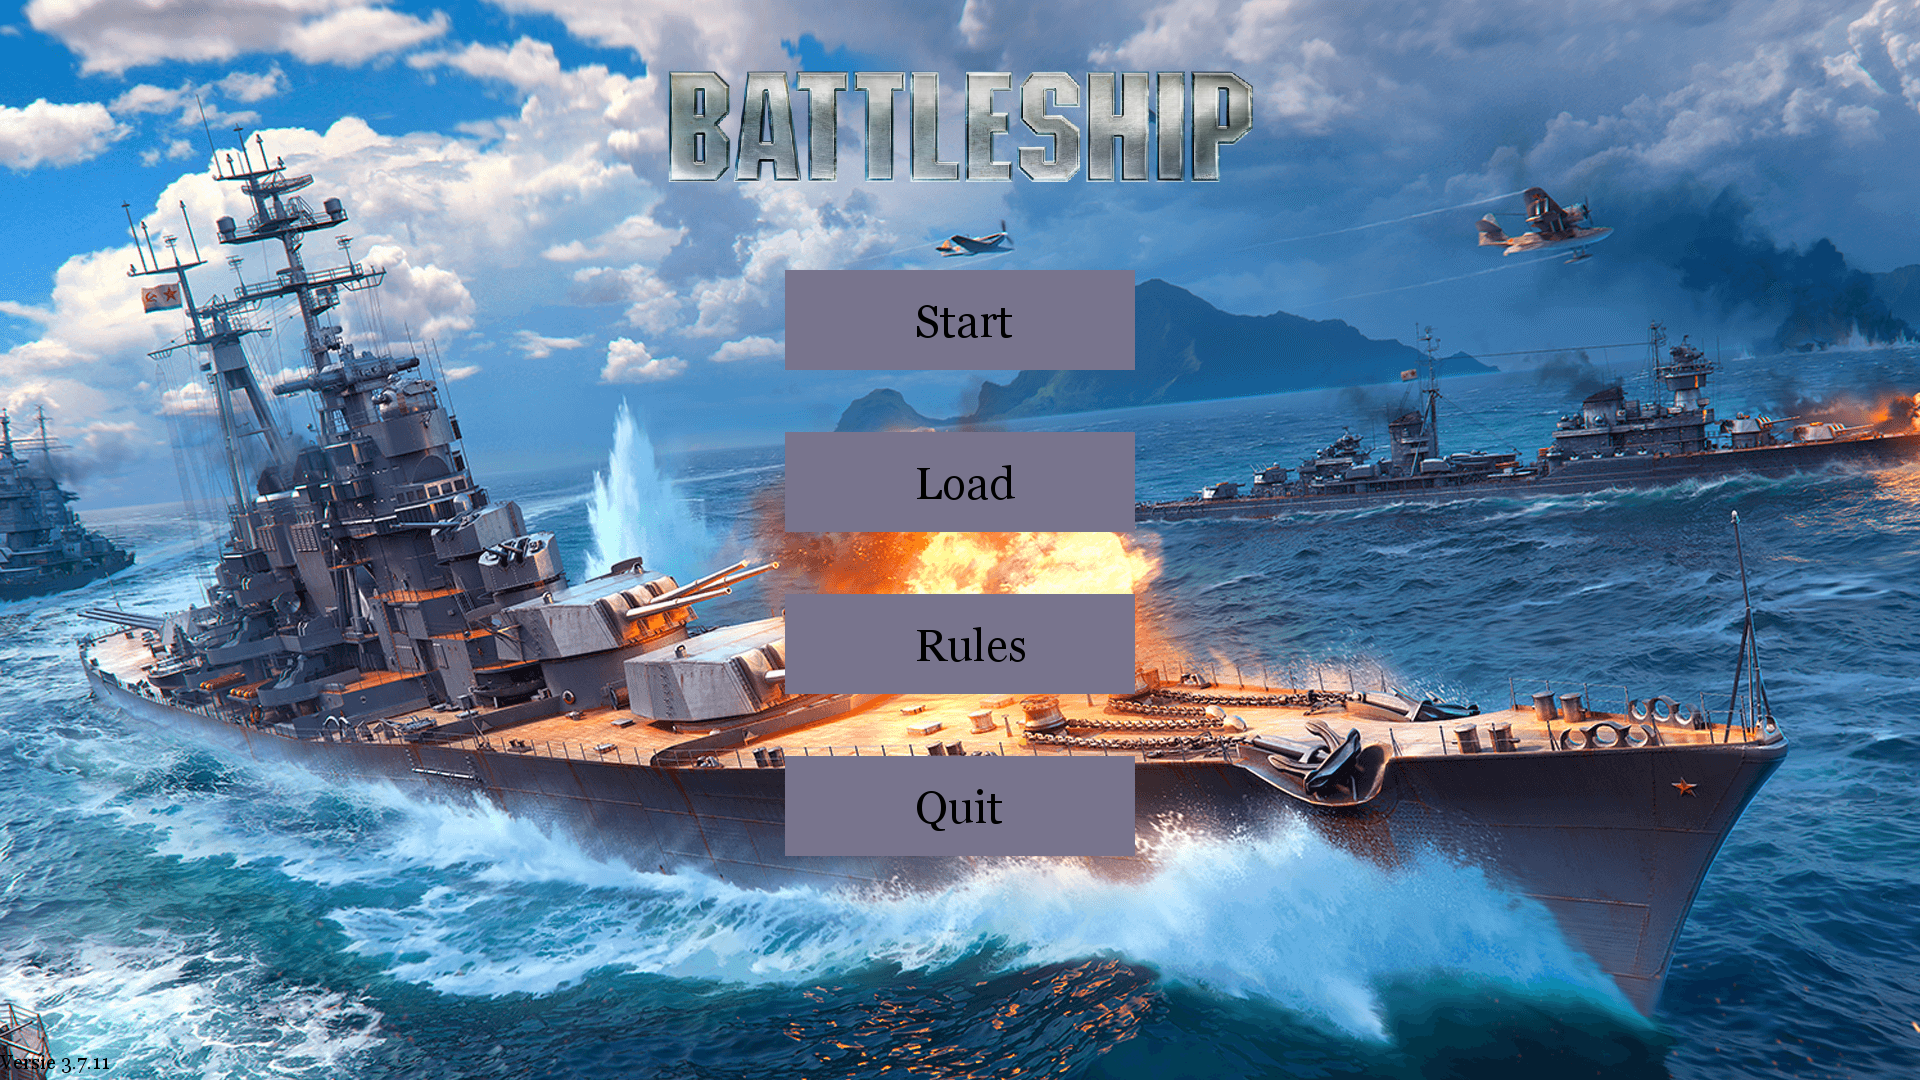 BATTLESHIP
Start
Load
Rules
Quit
Versie 3.7.11